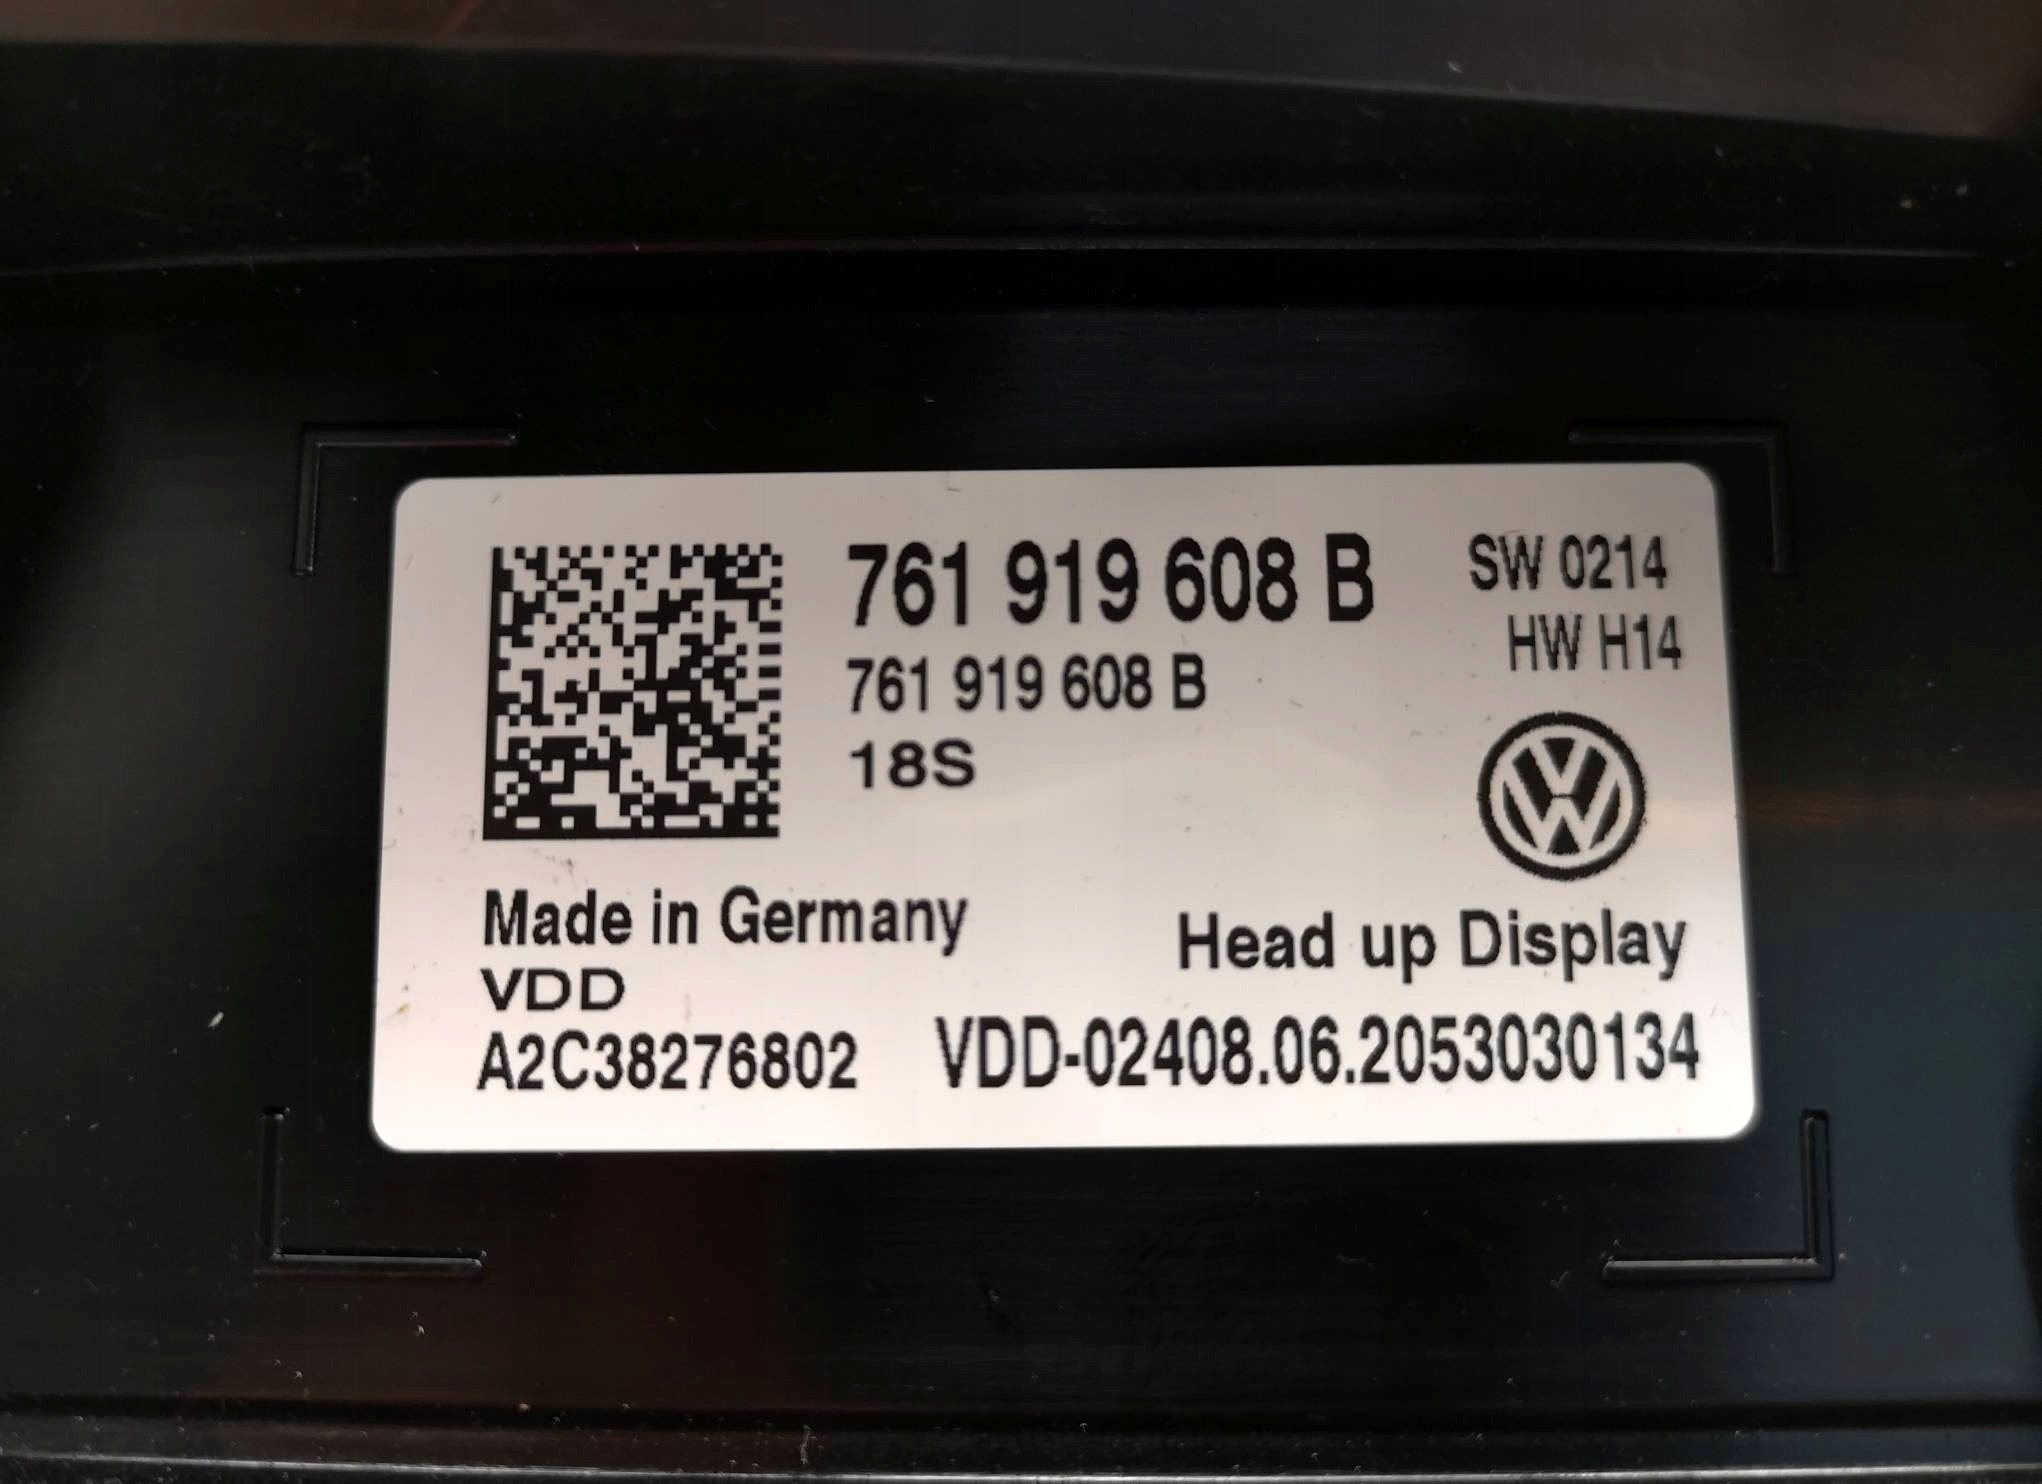 761 919 608 B
SW 0214
761 919 608 B
HW H14
18S
Made in Germany
Head up Display
VDD
A2C38276802
VDD-02408.06.2053030134